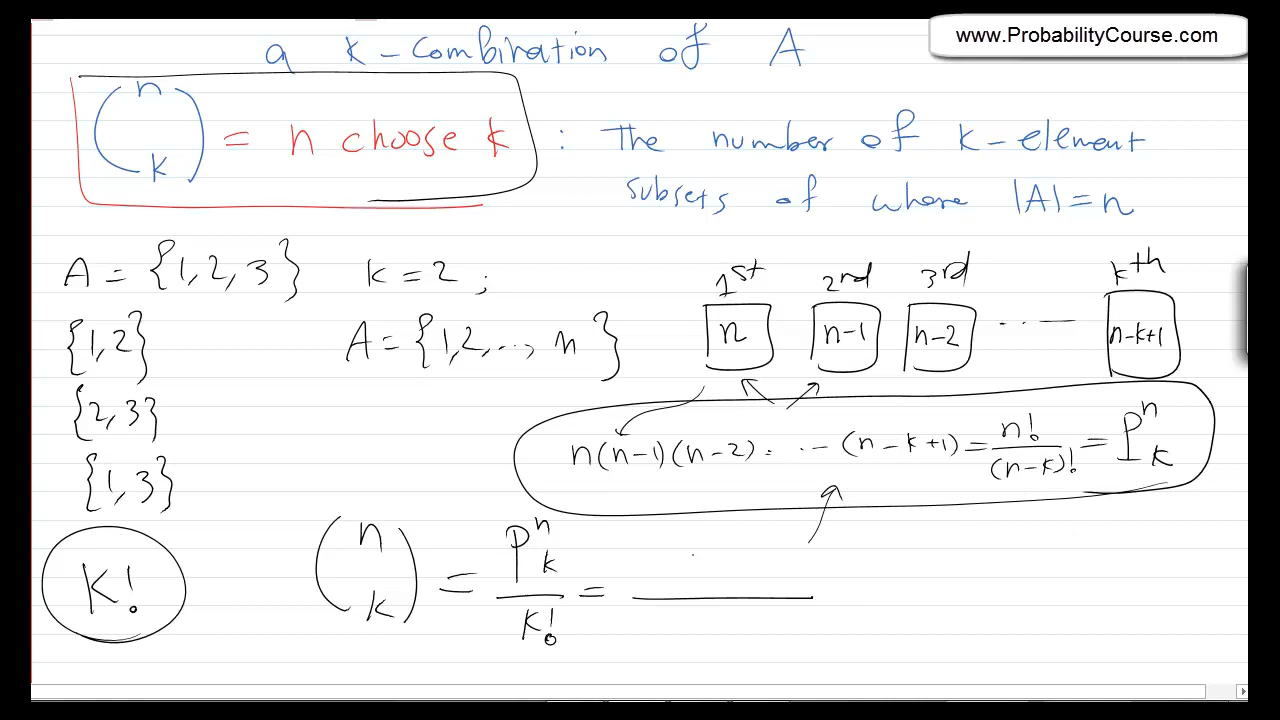 www.ProbabilityCourse.com
a k-combination of A
(n k) = n choose k : The number of k-element
subsets of where |A| = n
A = {1, 2, 3} k = 2 ;
1st 2nd 3rd kth
{1, 2} A = {1, 2, ..., n } n n-1 n-2 ... — n-k+1
{2, 3}
n(n-1)(n-2). ..- (n-k+1) = n!/(n-k)! = P^n_k
{1, 3}
K! (n k) = P^n_k / k! = ———